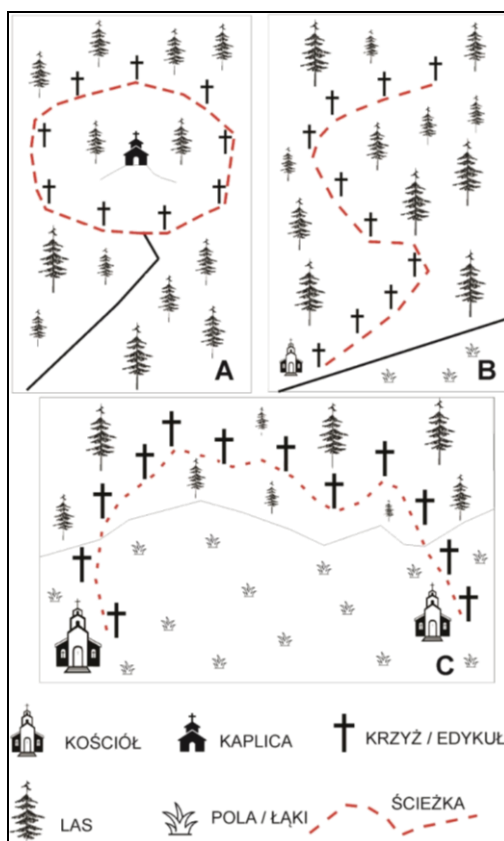 A
B
C
KOŚCIÓŁ
KAPLICA
KRZYŻ / EDYKUŁ
LAS
POLA / ŁĄKI
ŚCIEŻKA